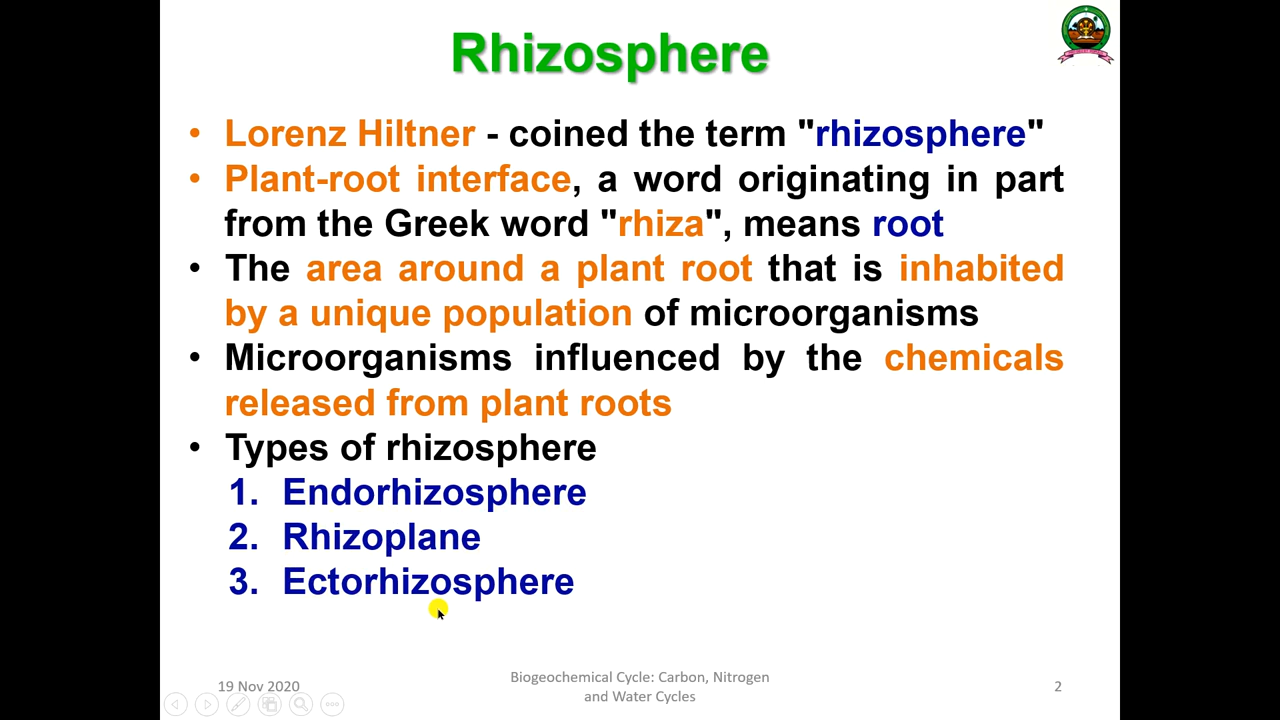 Rhizosphere
• Lorenz Hiltner - coined the term "rhizosphere"
• Plant-root interface, a word originating in part
from the Greek word "rhiza", means root
• The area around a plant root that is inhabited
by a unique population of microorganisms
• Microorganisms influenced by the chemicals
released from plant roots
• Types of rhizosphere
1. Endorhizosphere
2. Rhizoplane
3. Ectorhizosphere
19 Nov 2020
Biogeochemical Cycle: Carbon, Nitrogen
and Water Cycles
2